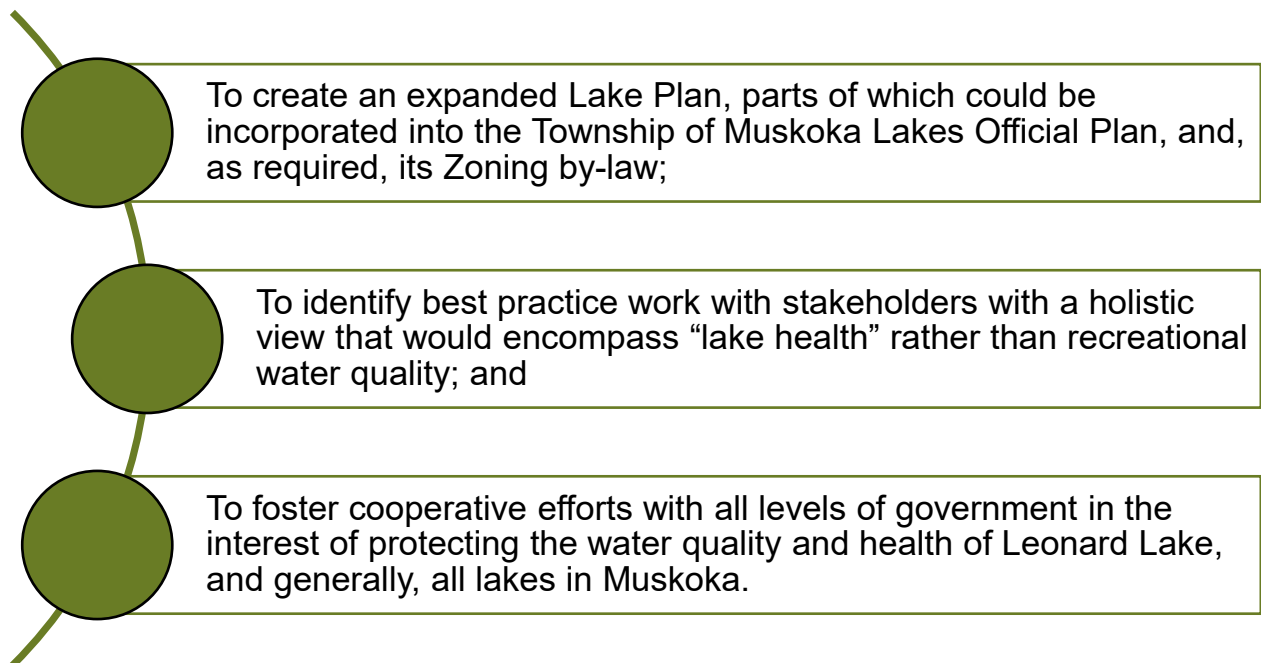 To create an expanded Lake Plan, parts of which could be
incorporated into the Township of Muskoka Lakes Official Plan, and,
as required, its Zoning by-law;
To identify best practice work with stakeholders with a holistic
view that would encompass “lake health” rather than recreational
water quality; and
To foster cooperative efforts with all levels of government in the
interest of protecting the water quality and health of Leonard Lake,
and generally, all lakes in Muskoka.